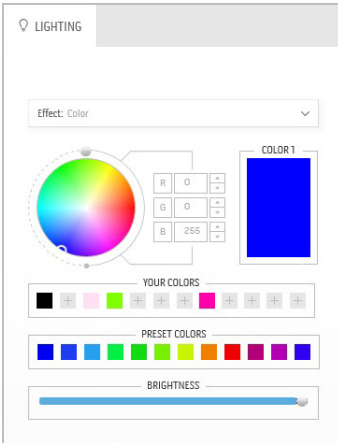 LIGHTING
Effect: Color
COLOR 1
R 0
G 0
B 255
YOUR COLORS
PRESET COLORS
BRIGHTNESS